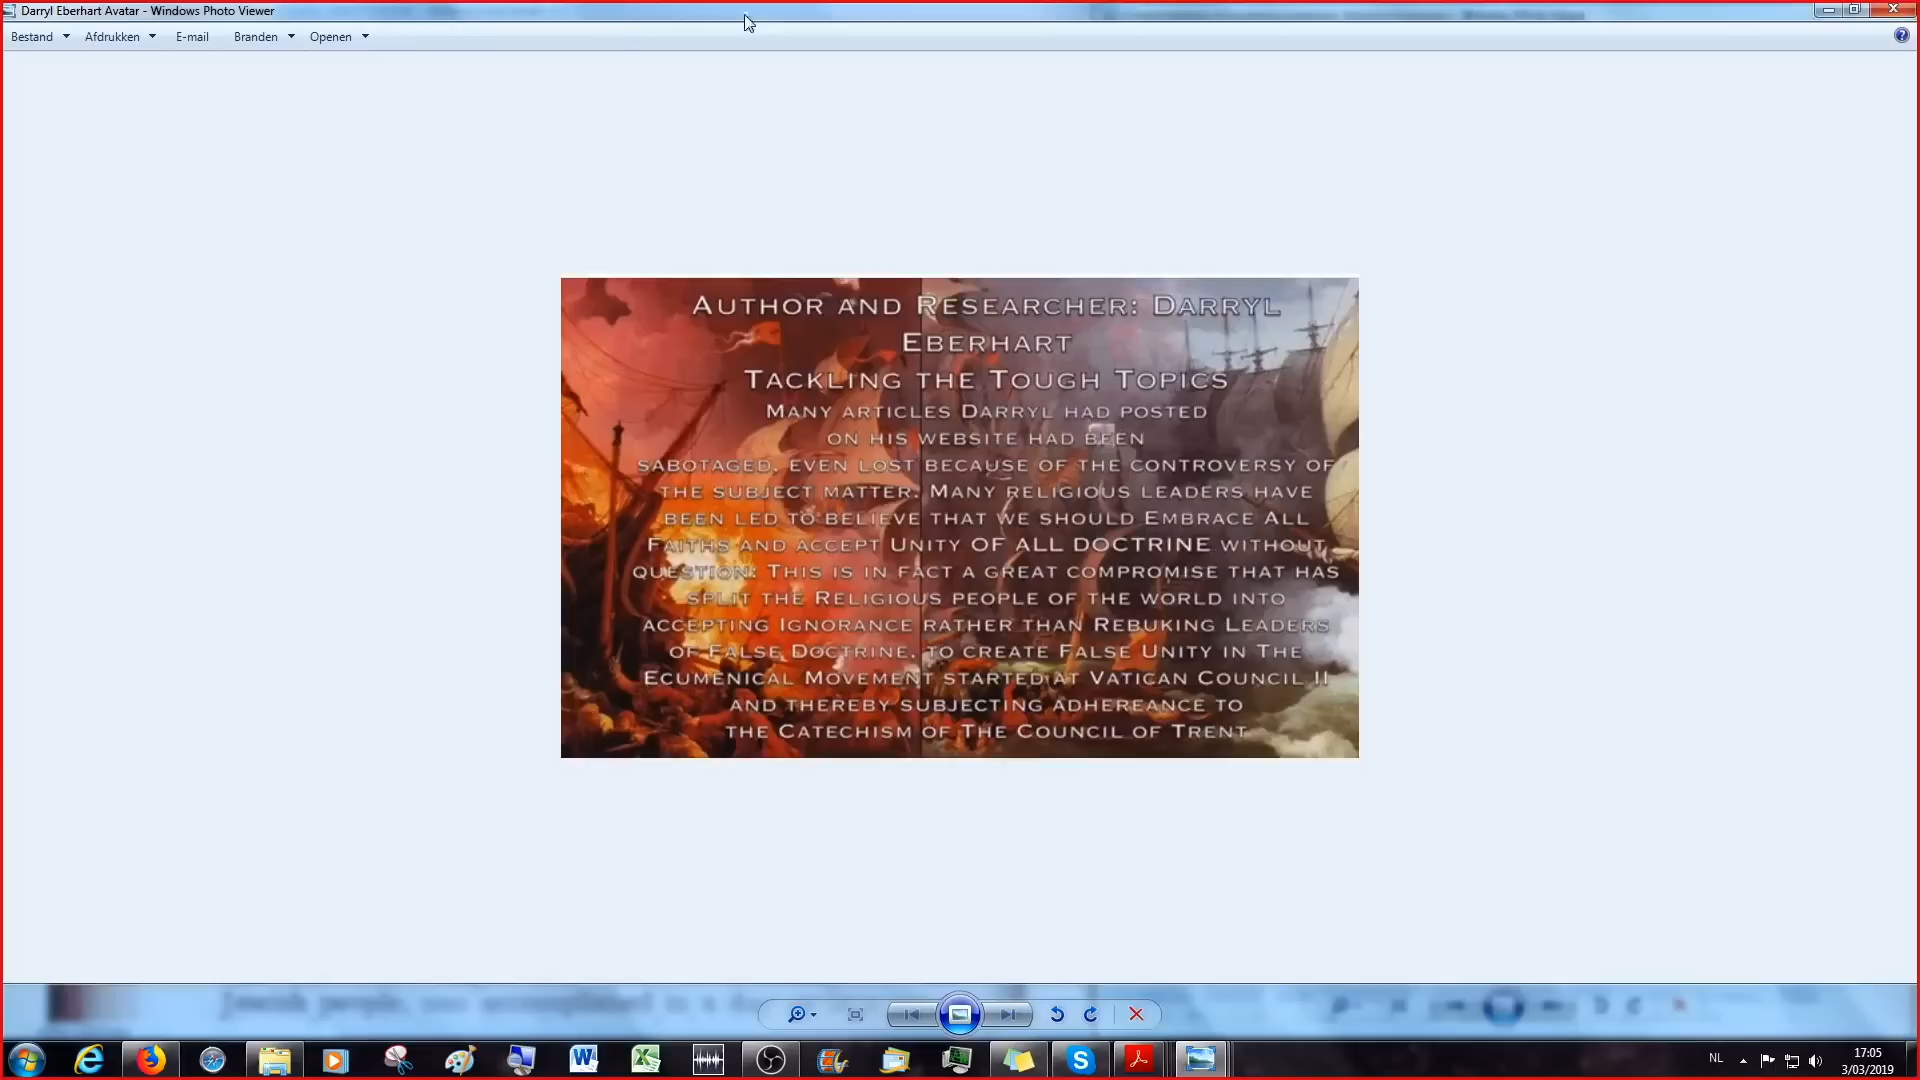 Darryl Eberhart Avatar - Windows Photo Viewer
Bestand Afdrukken E-mail Branden Openen
AUTHOR AND RESEARCHER: DARRYL
EBERHART
TACKLING THE TOUGH TOPICS
MANY ARTICLES DARRYL HAD POSTED
ON HIS WEBSITE HAD BEEN
SABOTAGED, EVEN LOST BECAUSE OF THE CONTROVERSY OF
THE SUBJECT MATTER. MANY RELIGIOUS LEADERS HAVE
BEEN LED TO BELIEVE THAT WE SHOULD EMBRACE ALL
FAITHS AND ACCEPT UNITY OF ALL DOCTRINE WITHOUT
QUESTION: THIS IS IN FACT A GREAT COMPROMISE THAT HAS
SPLIT THE RELIGIOUS PEOPLE OF THE WORLD INTO
ACCEPTING IGNORANCE RATHER THAN REBUKING LEADERS
OF FALSE DOCTRINE, TO CREATE FALSE UNITY IN THE
ECUMENICAL MOVEMENT STARTED AT VATICAN COUNCIL II
AND THEREBY SUBJECTING ADHEREANCE TO
THE CATECHISM OF THE COUNCIL OF TRENT
Jewish people, was accomplished in a
NL
17:05
3/03/2019